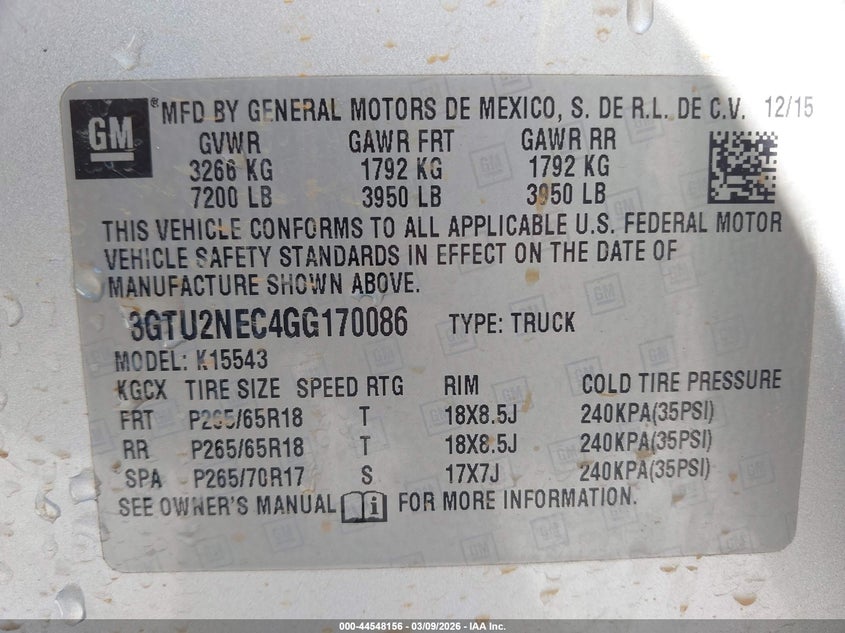 GM ® MFD BY GENERAL MOTORS DE MEXICO, S. DE R.L. DE C.V. 12/15
GVWR GAWR FRT GAWR RR
3266 KG 1792 KG 1792 KG
7200 LB 3950 LB 3950 LB
THIS VEHICLE CONFORMS TO ALL APPLICABLE U.S. FEDERAL MOTOR
VEHICLE SAFETY STANDARDS IN EFFECT ON THE DATE OF
MANUFACTURE SHOWN ABOVE.
3GTU2NEC4GG170086 TYPE: TRUCK
MODEL: K15543
KGCX TIRE SIZE SPEED RTG RIM COLD TIRE PRESSURE
FRT P265/65R18 T 18X8.5J 240KPA(35PSI)
RR P265/65R18 T 18X8.5J 240KPA(35PSI)
SPA P265/70R17 S 17X7J 240KPA(35PSI)
SEE OWNER'S MANUAL i FOR MORE INFORMATION.
000-44548156 - 03/09/2026 - IAA Inc.